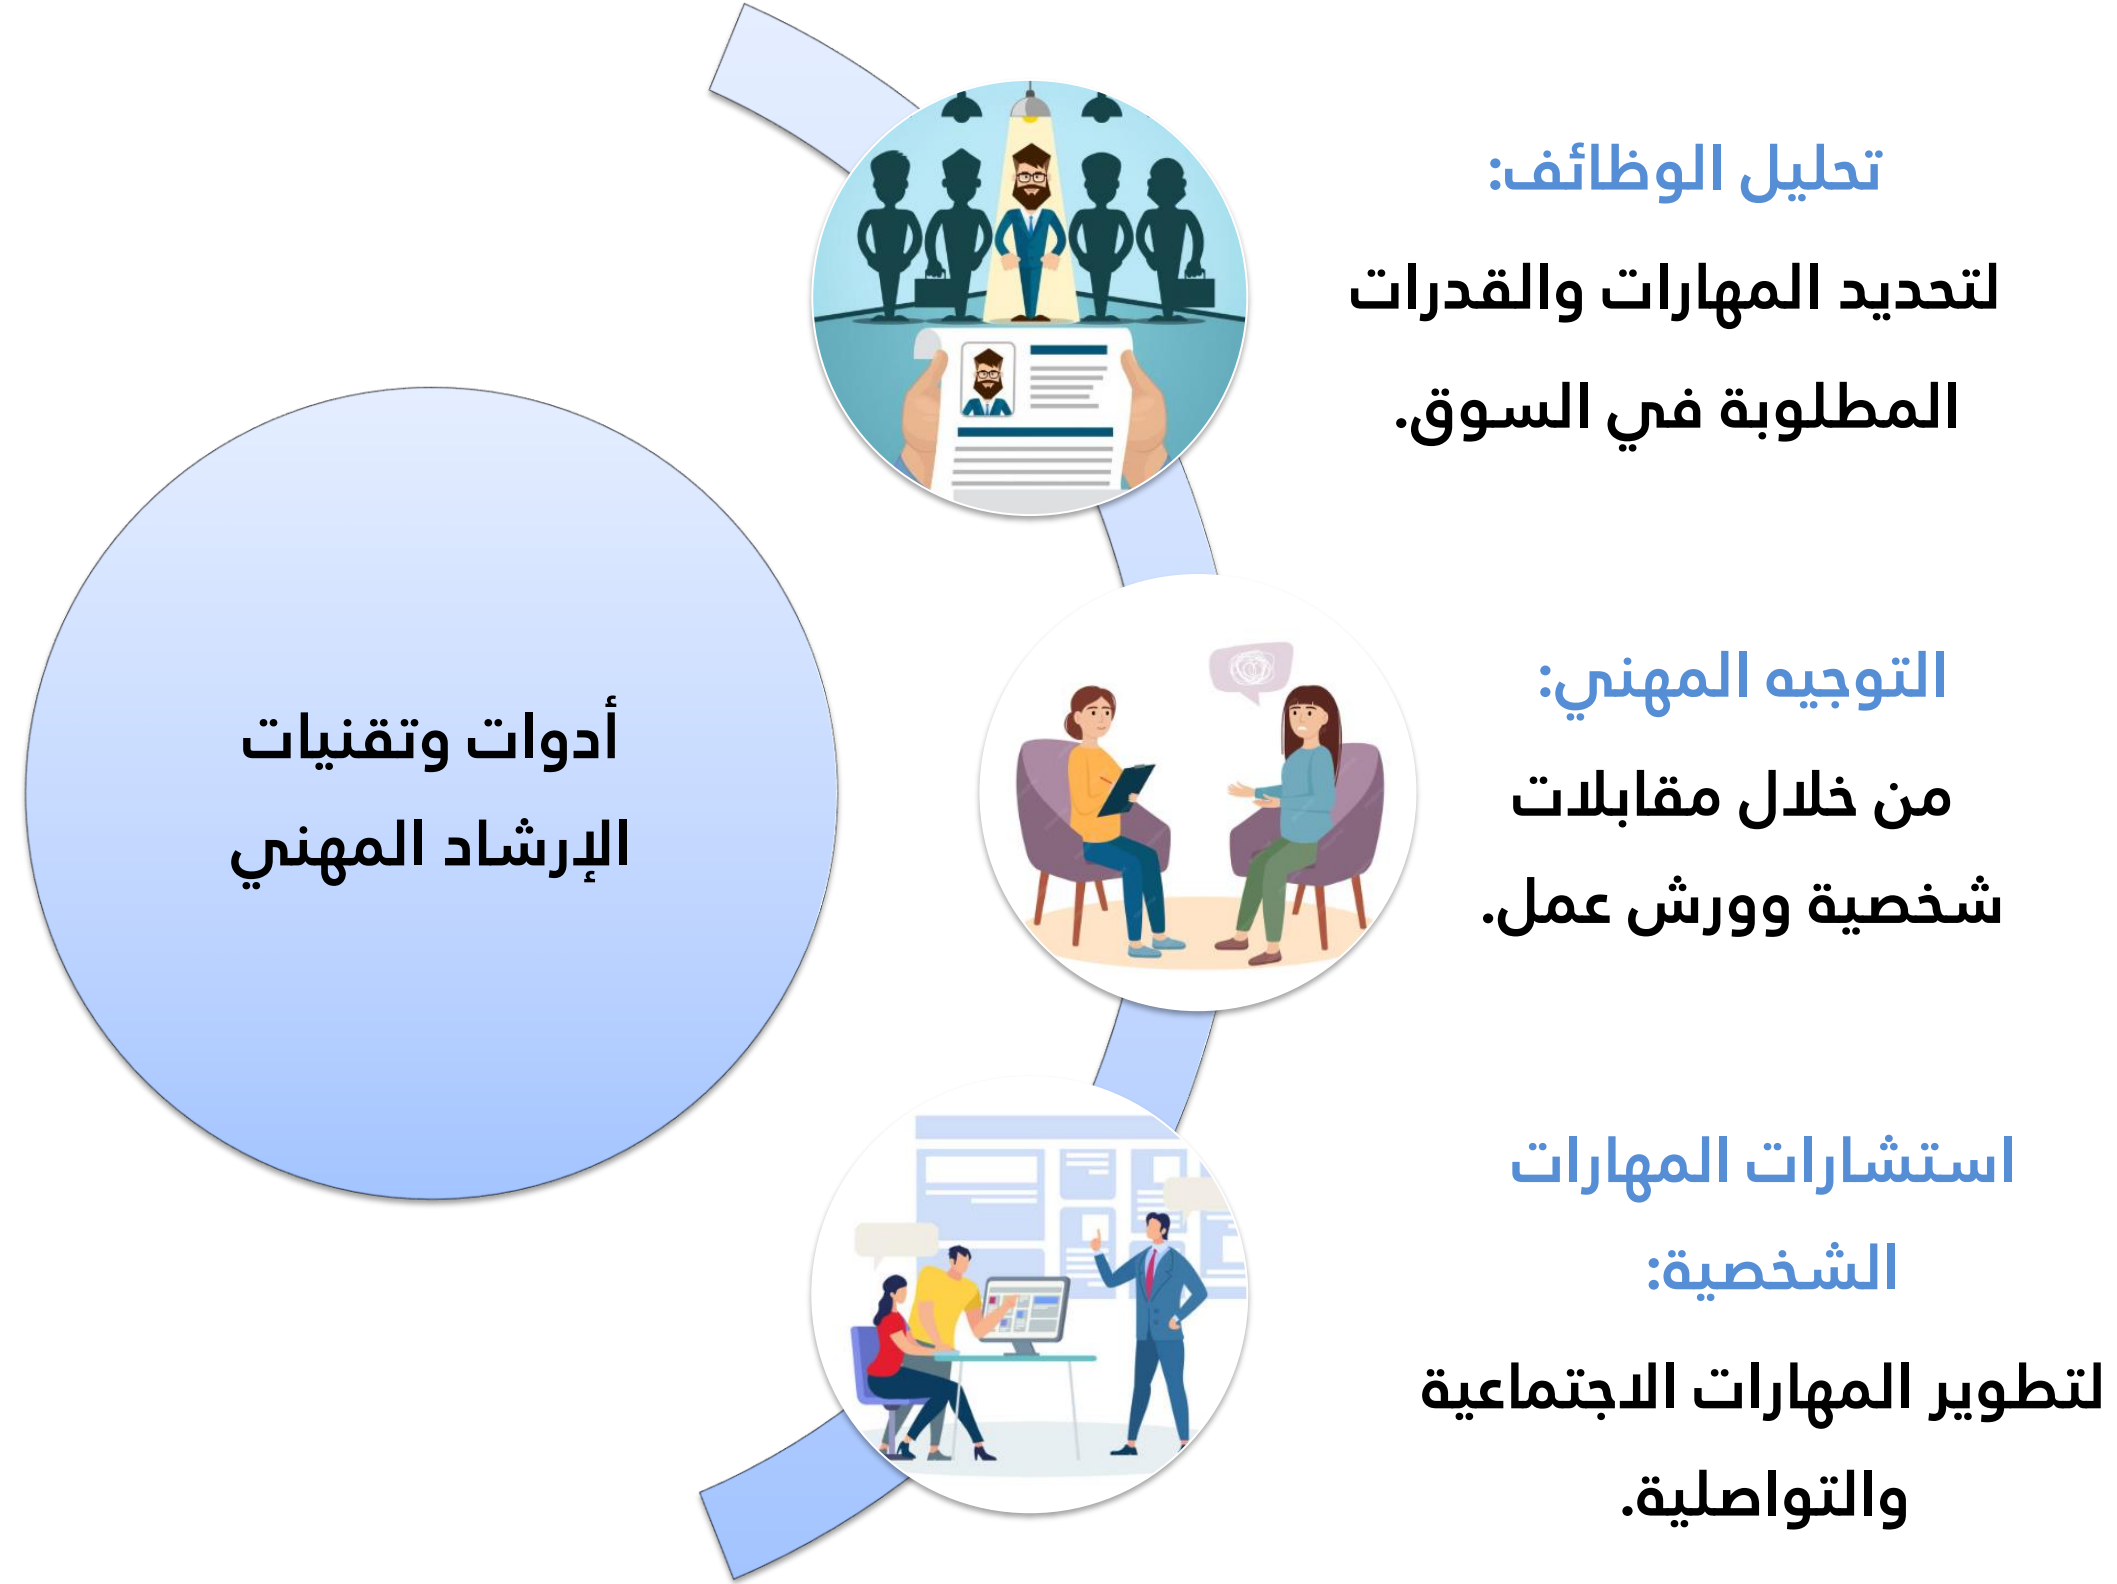 أدوات وتقنيات
الإرشاد المهني
تحليل الوظائف:
لتحديد المهارات والقدرات
المطلوبة في السوق.
التوجيه المهني:
من خلال مقابلات
شخصية وورش عمل.
استشارات المهارات
الشخصية:
لتطوير المهارات الاجتماعية
والتواصلية.